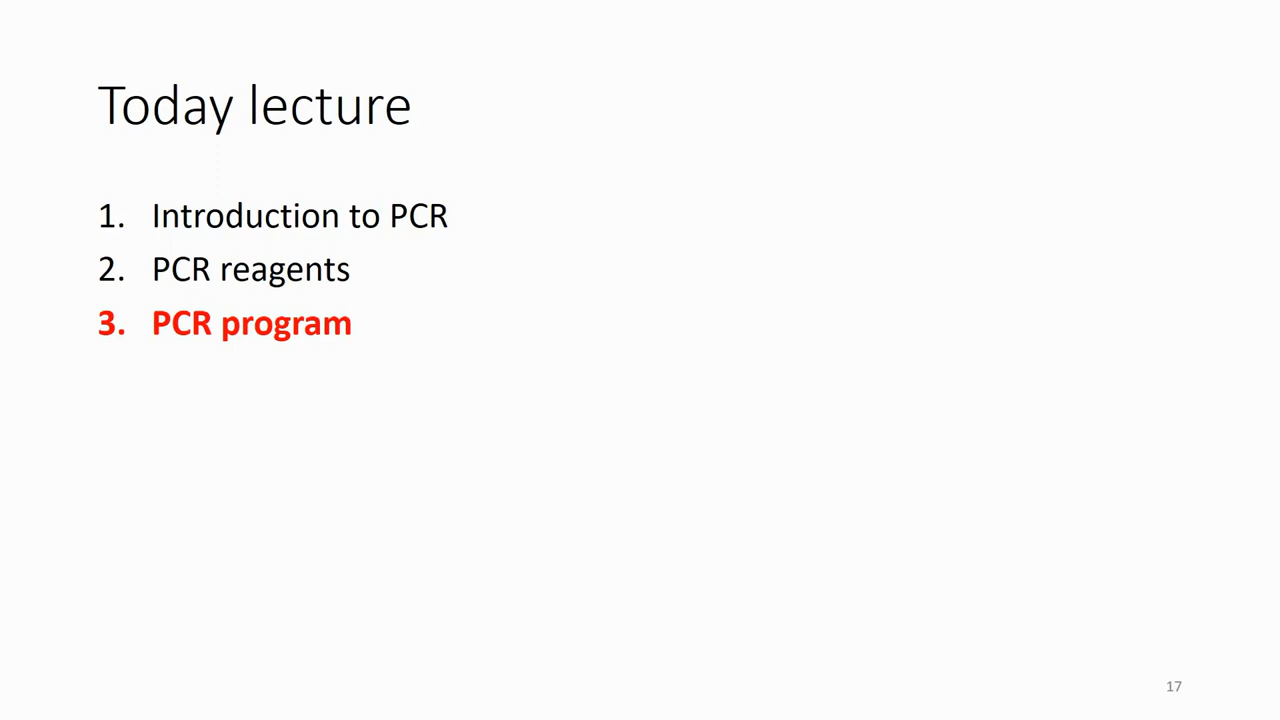 Today lecture
1. Introduction to PCR
2. PCR reagents
3. PCR program
17